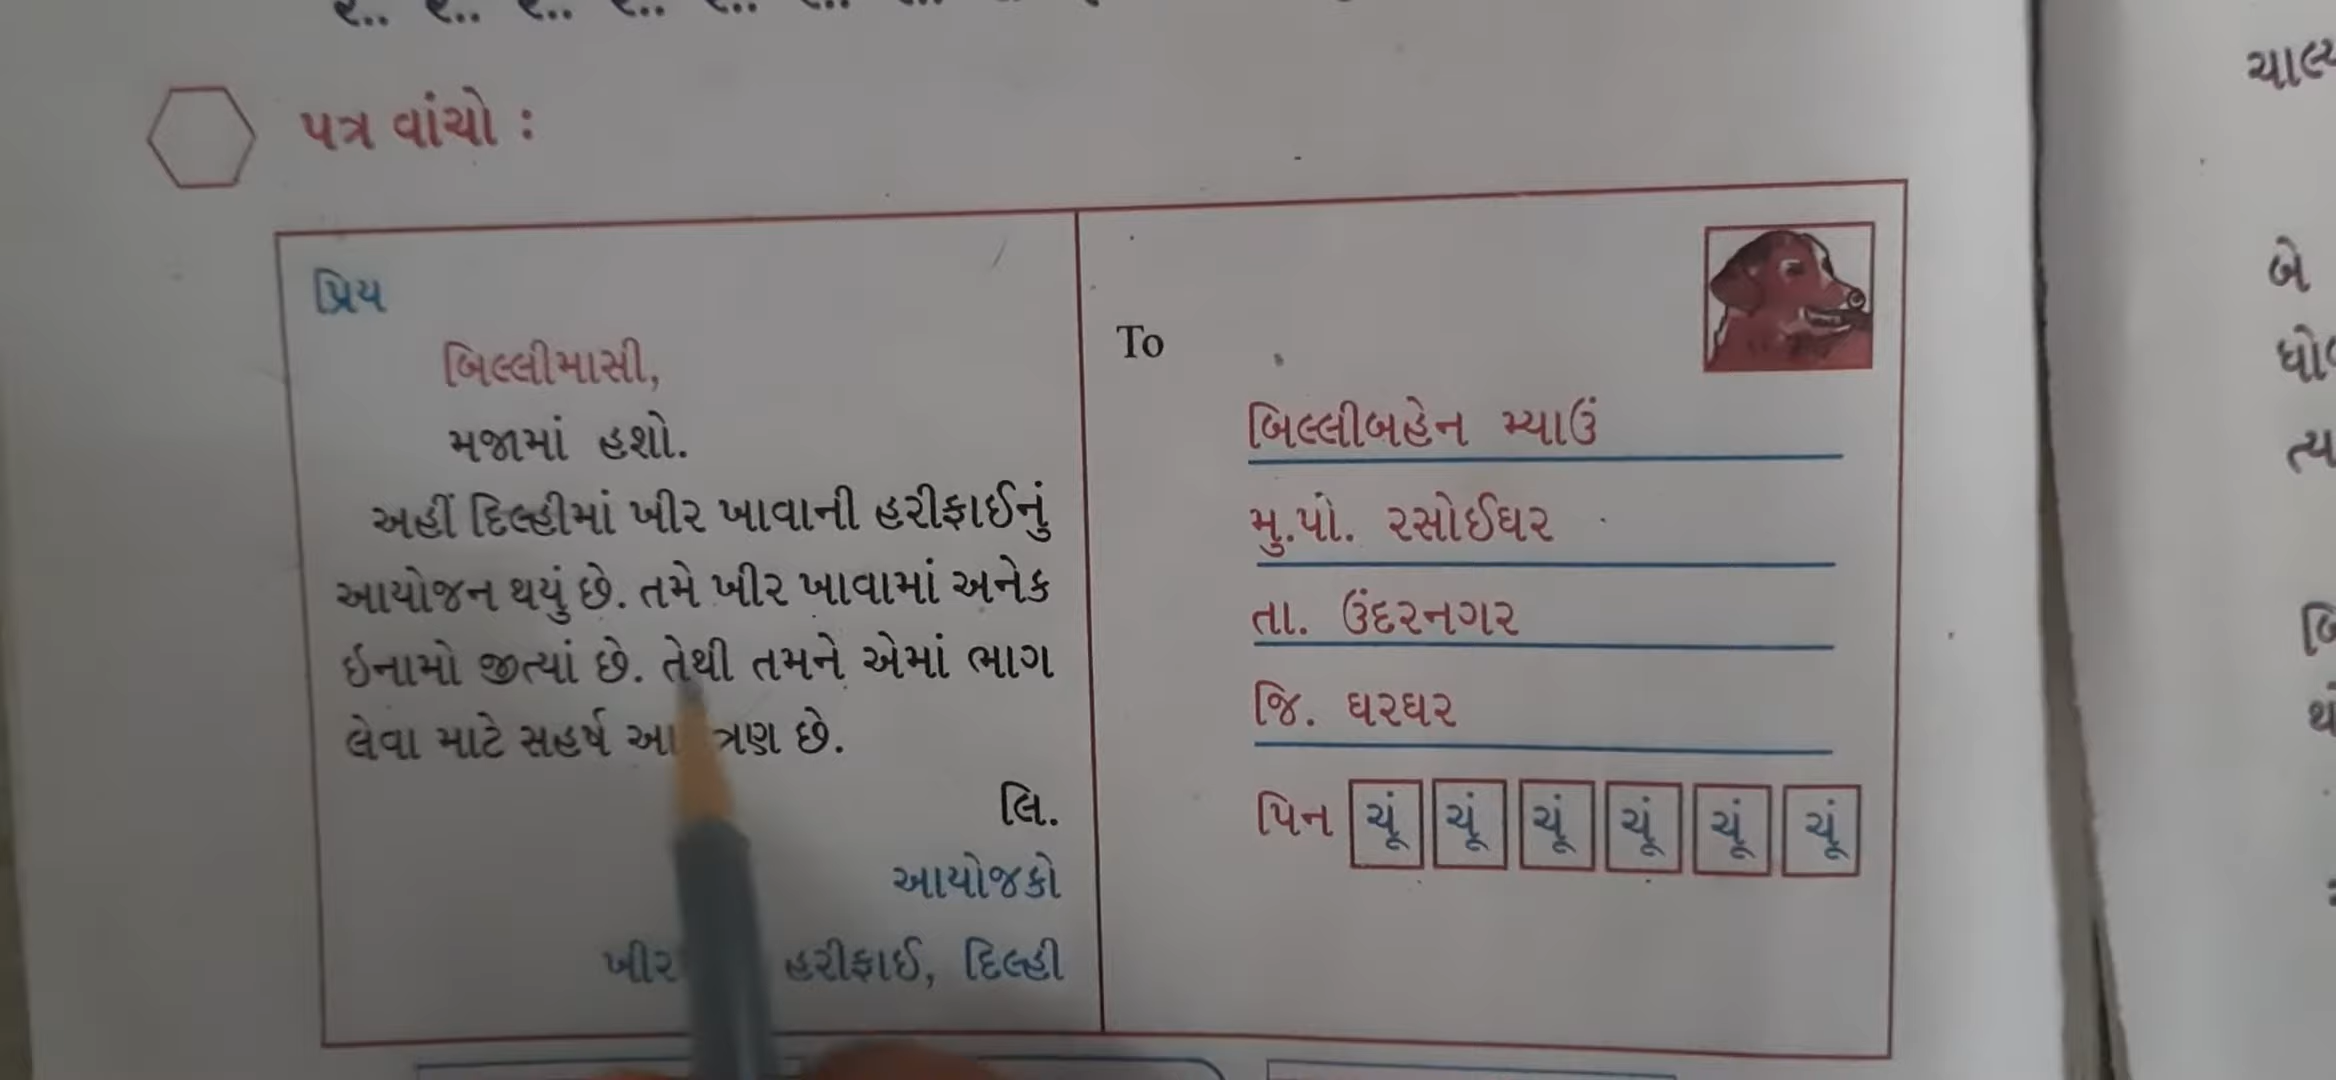 પત્ર વાંચો :
પ્રિય
બિલ્લીમાસી,
મજામાં હશો.
અહીં દિલ્હીમાં ખીર ખાવાની હરીફાઈનું
આયોજન થયું છે. તમે ખીર ખાવામાં અનેક
ઇનામો જીત્યાં છે. તેથી તમને એમાં ભાગ
લેવા માટે સહર્ષ છે.
લિ.
આયોજકો
ખીર હરીફાઈ, દિલ્હી
To
બિલ્લીબહેન મ્યાઉં
મુ.પો. રસોઈઘર
તા. ઉંદરનગર
જિ. ઘરઘર
પિન ચૂં ચૂં ચૂં ચૂં ચૂં ચૂં
બે